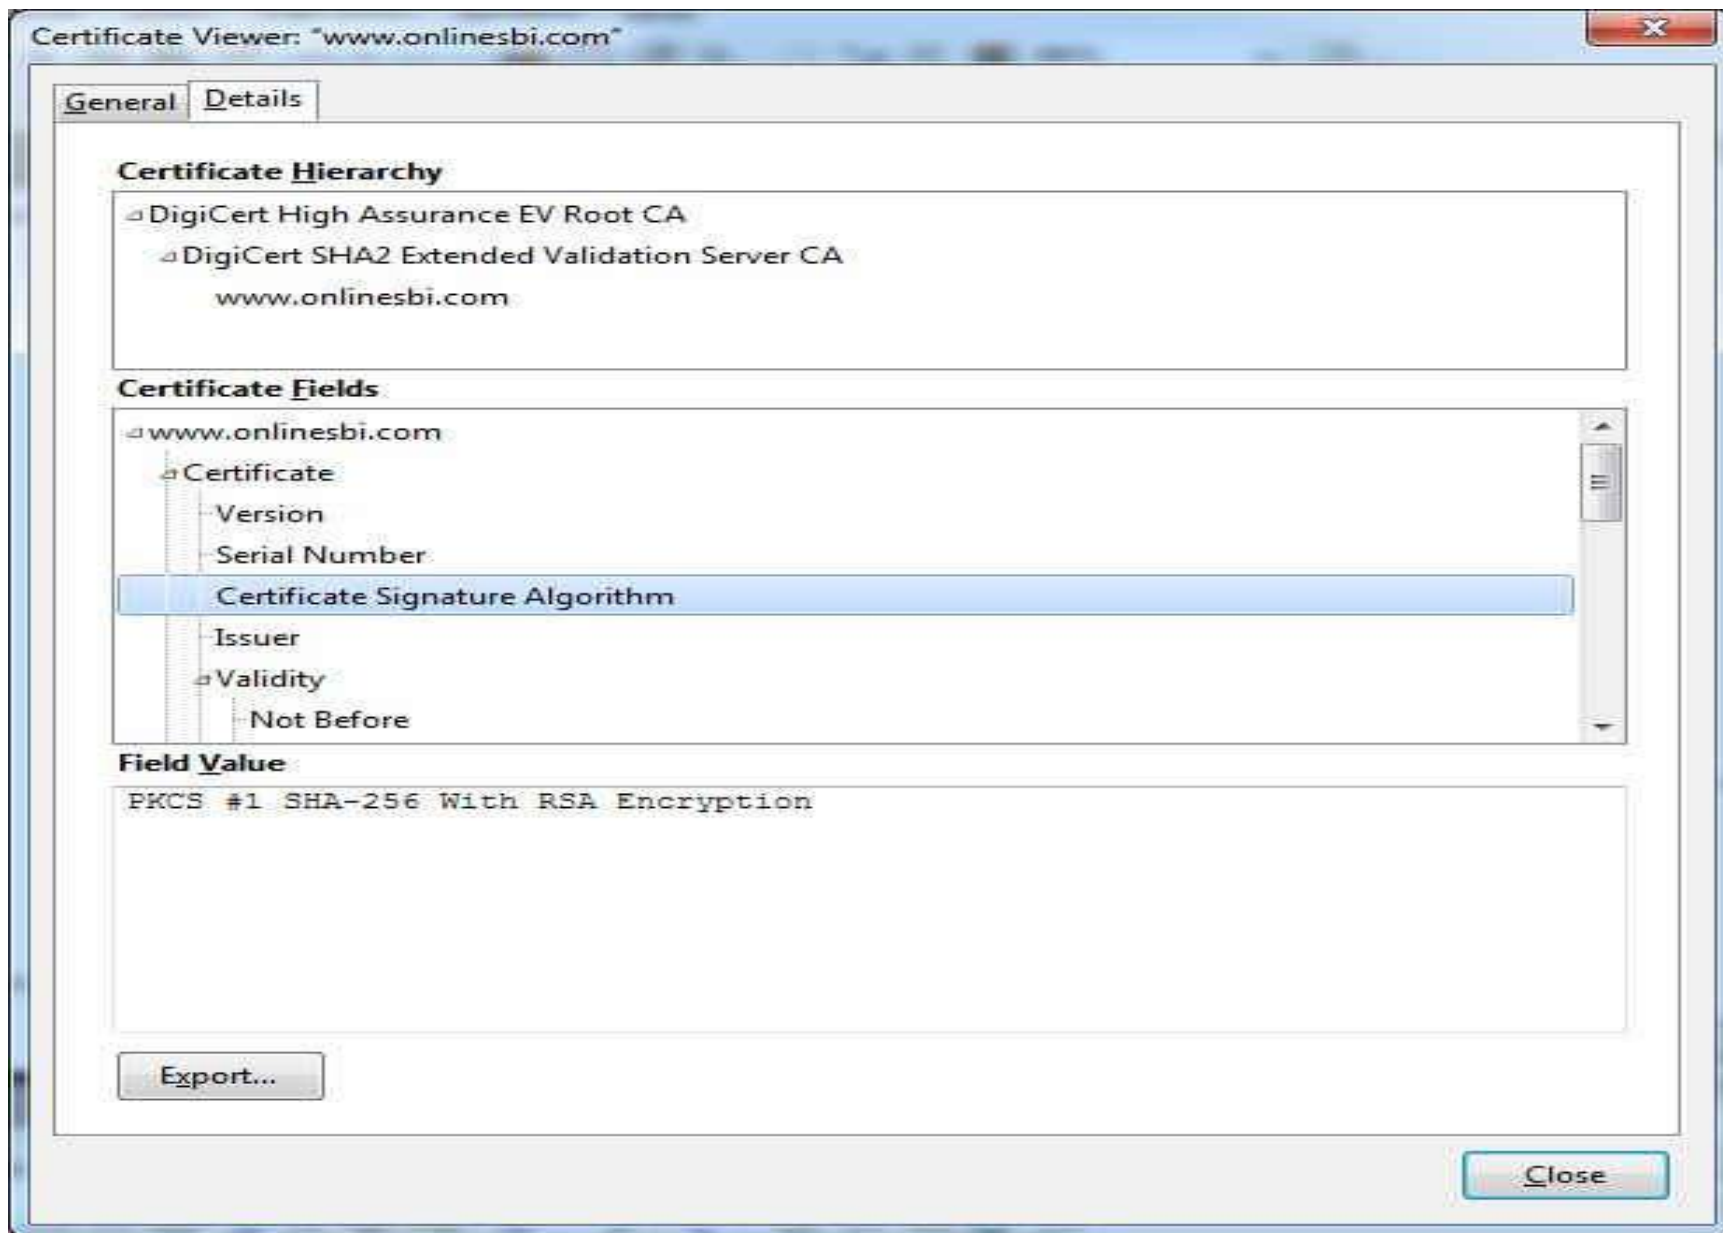 Certificate Viewer: "www.onlinesbi.com"
General Details
Certificate Hierarchy
DigiCert High Assurance EV Root CA
DigiCert SHA2 Extended Validation Server CA
www.onlinesbi.com
Certificate Fields
www.onlinesbi.com
Certificate
Version
Serial Number
Certificate Signature Algorithm
Issuer
Validity
Not Before
Field Value
PKCS #1 SHA-256 With RSA Encryption
Export...
Close